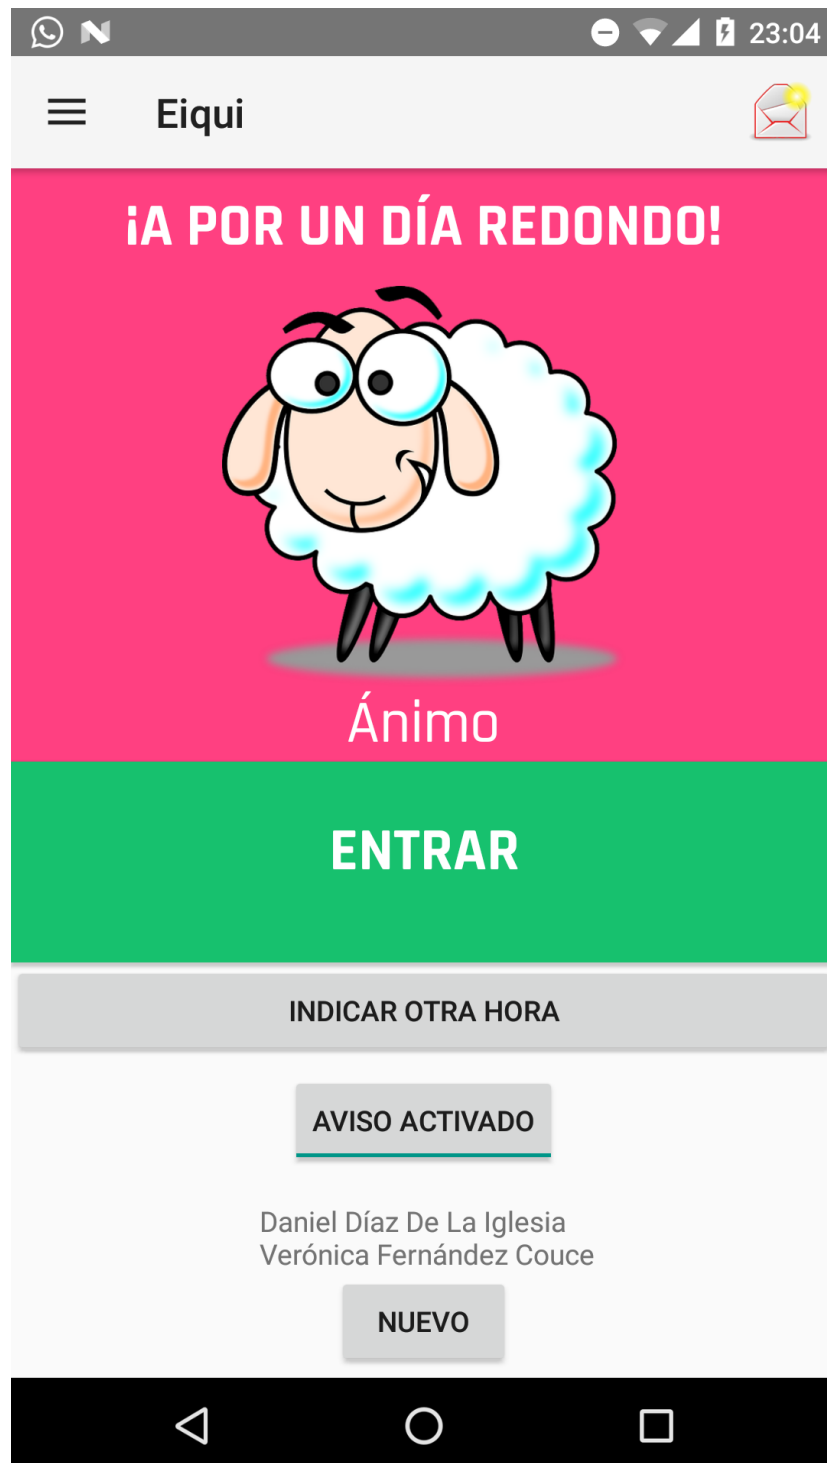 23:04
Eiqui
¡A POR UN DÍA REDONDO!
Ánimo
ENTRAR
INDICAR OTRA HORA
AVISO ACTIVADO
Daniel Díaz De La Iglesia
Verónica Fernández Couce
NUEVO